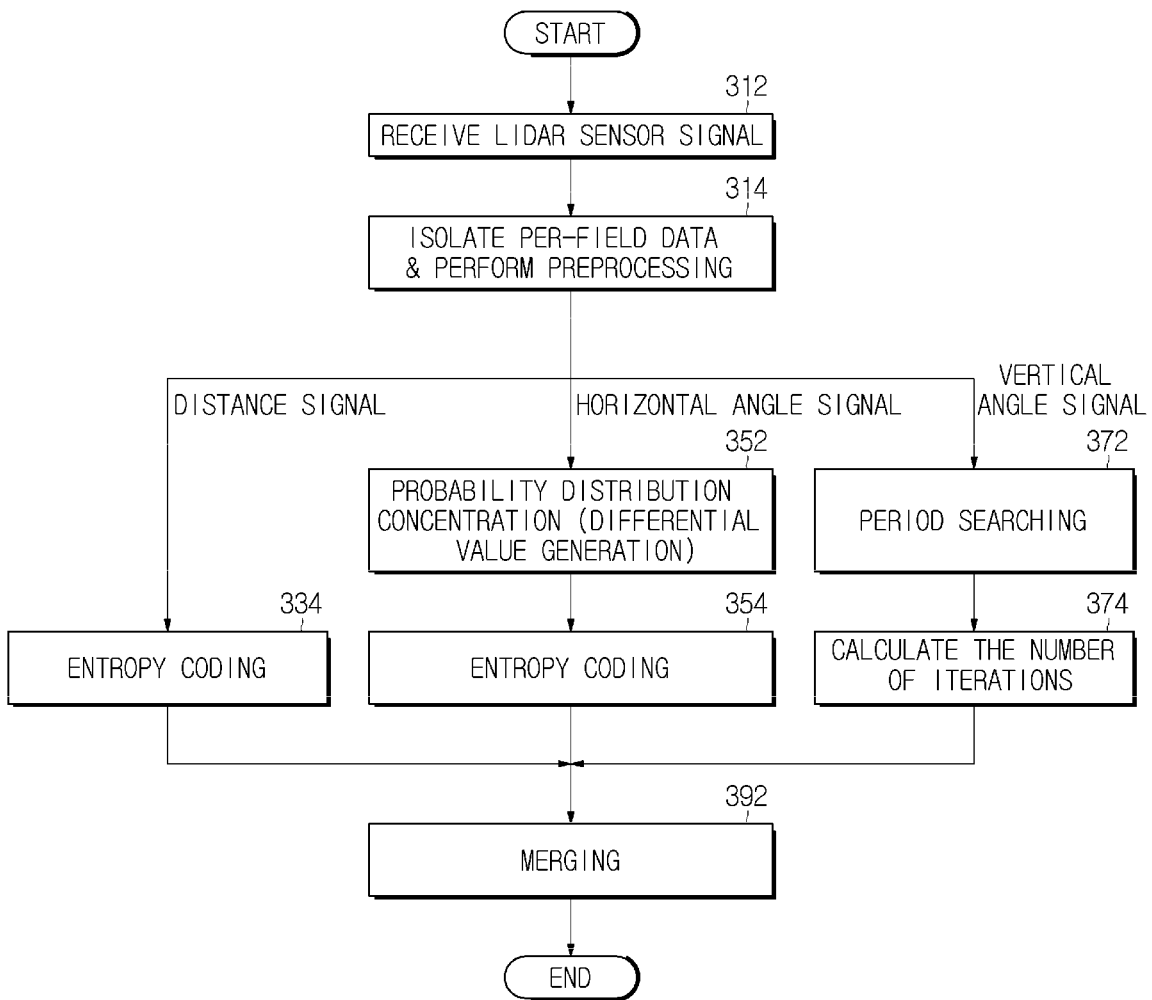 START
312
RECEIVE LIDAR SENSOR SIGNAL
314
ISOLATE PER-FIELD DATA
& PERFORM PREPROCESSING
DISTANCE SIGNAL
HORIZONTAL ANGLE SIGNAL
VERTICAL
ANGLE SIGNAL
352
PROBABILITY DISTRIBUTION
CONCENTRATION (DIFFERENTIAL
VALUE GENERATION)
372
PERIOD SEARCHING
334
ENTROPY CODING
354
ENTROPY CODING
374
CALCULATE THE NUMBER
OF ITERATIONS
392
MERGING
END